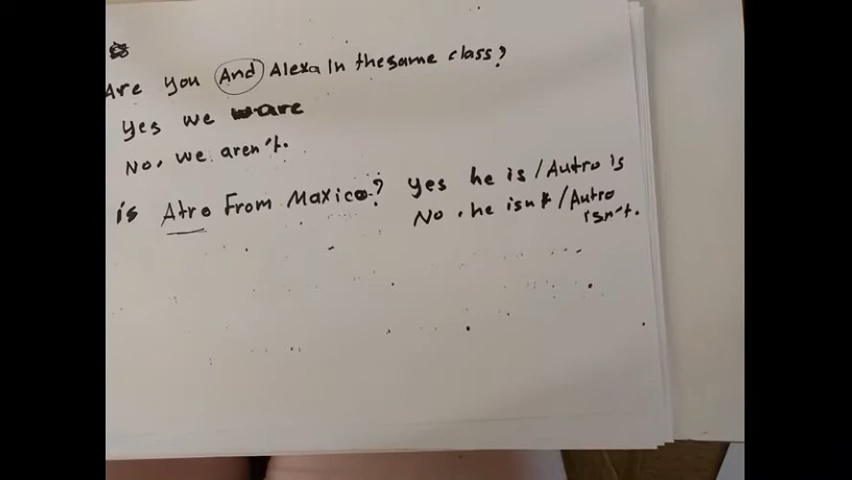 Are you And Alexa In the same class?
Yes we are
No, we aren't.
is Atro From Maxico? Yes he is / Autro is
No, he isn't / Autro
isn't.